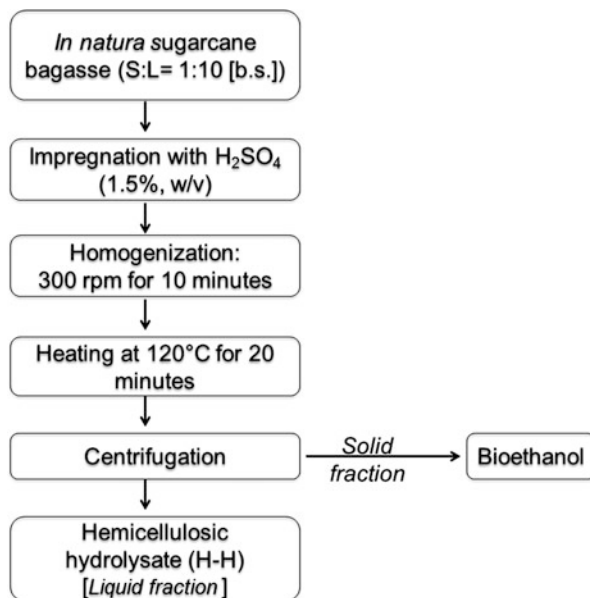 In natura sugarcane
bagasse (S:L= 1:10 [b.s.])
Impregnation with H₂SO₄
(1.5%, w/v)
Homogenization:
300 rpm for 10 minutes
Heating at 120°C for 20
minutes
Centrifugation
Solid
fraction
Bioethanol
Hemicellulosic
hydrolysate (H-H)
[Liquid fraction]